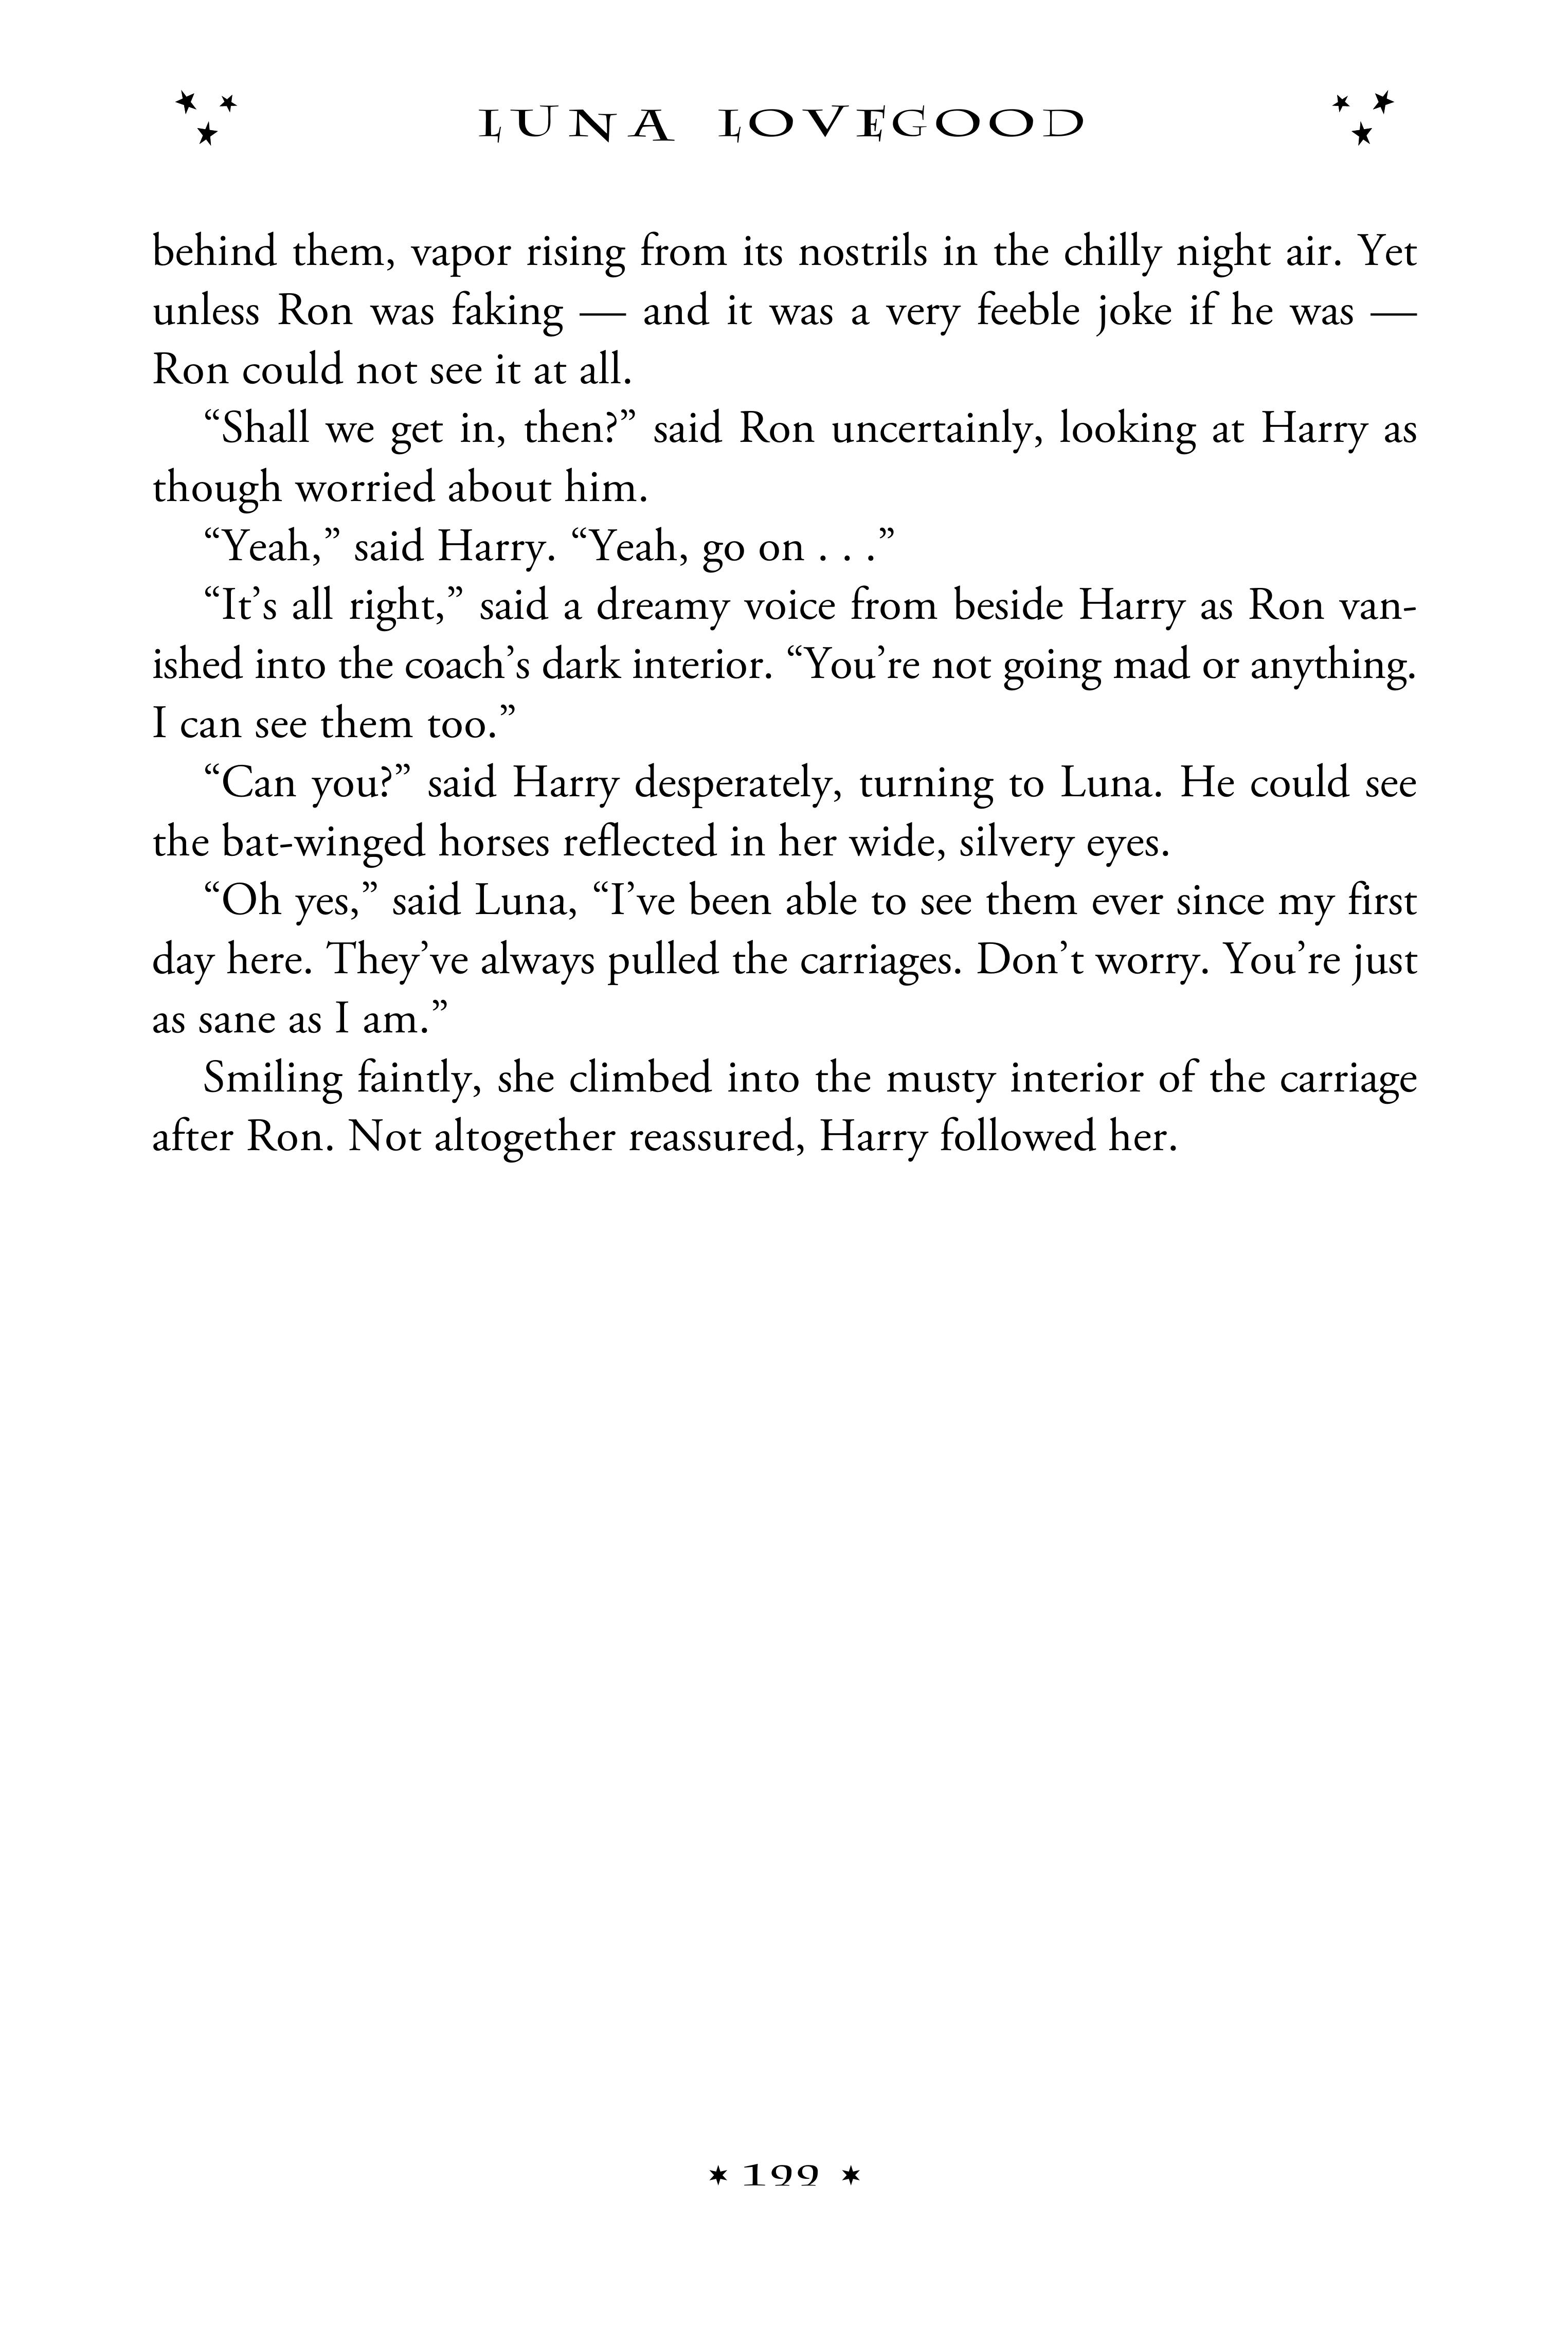 LUNA LOVEGOOD
behind them, vapor rising from its nostrils in the chilly night air. Yet
unless Ron was faking — and it was a very feeble joke if he was —
Ron could not see it at all.
“Shall we get in, then?” said Ron uncertainly, looking at Harry as
though worried about him.
“Yeah,” said Harry. “Yeah, go on . . .”
“It’s all right,” said a dreamy voice from beside Harry as Ron van-
ished into the coach’s dark interior. “You’re not going mad or anything.
I can see them too.”
“Can you?” said Harry desperately, turning to Luna. He could see
the bat-winged horses reflected in her wide, silvery eyes.
“Oh yes,” said Luna, “I’ve been able to see them ever since my first
day here. They’ve always pulled the carriages. Don’t worry. You’re just
as sane as I am.”
Smiling faintly, she climbed into the musty interior of the carriage
after Ron. Not altogether reassured, Harry followed her.
199